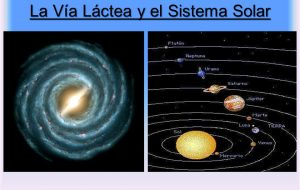 La Vía Láctea y el Sistema Solar
Plutón
Neptuno
Urano
Saturno
Júpiter
Marte
Luna
TIERRA
Venus
Sol
Mercurio